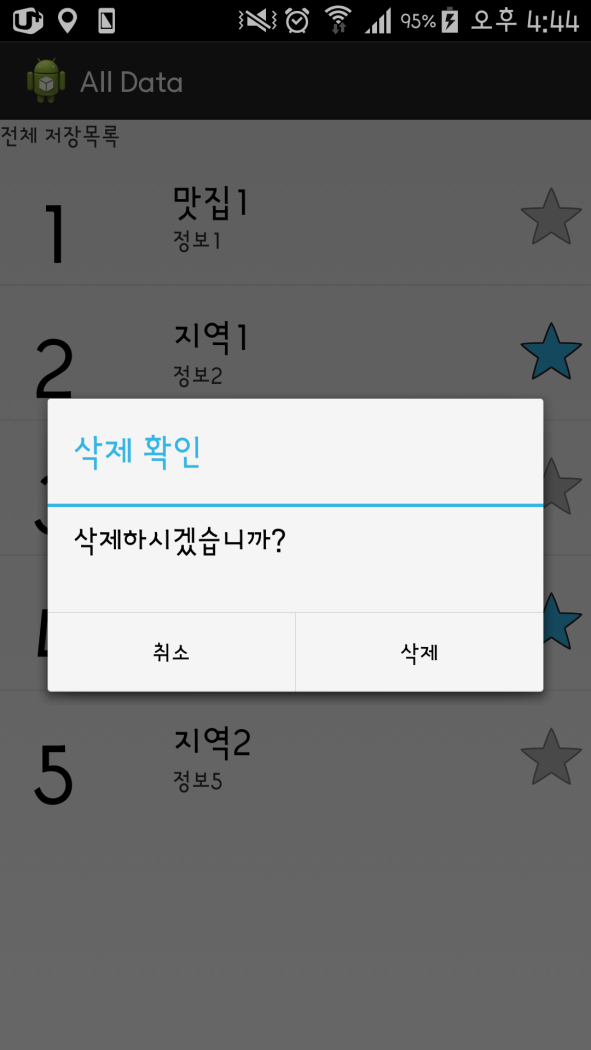 95% 오후 4:44
All Data
전체 저장목록
1
맛집1
정보1
2
지역1
정보2
삭제 확인
삭제하시겠습니까?
취소
삭제
5
지역2
정보5